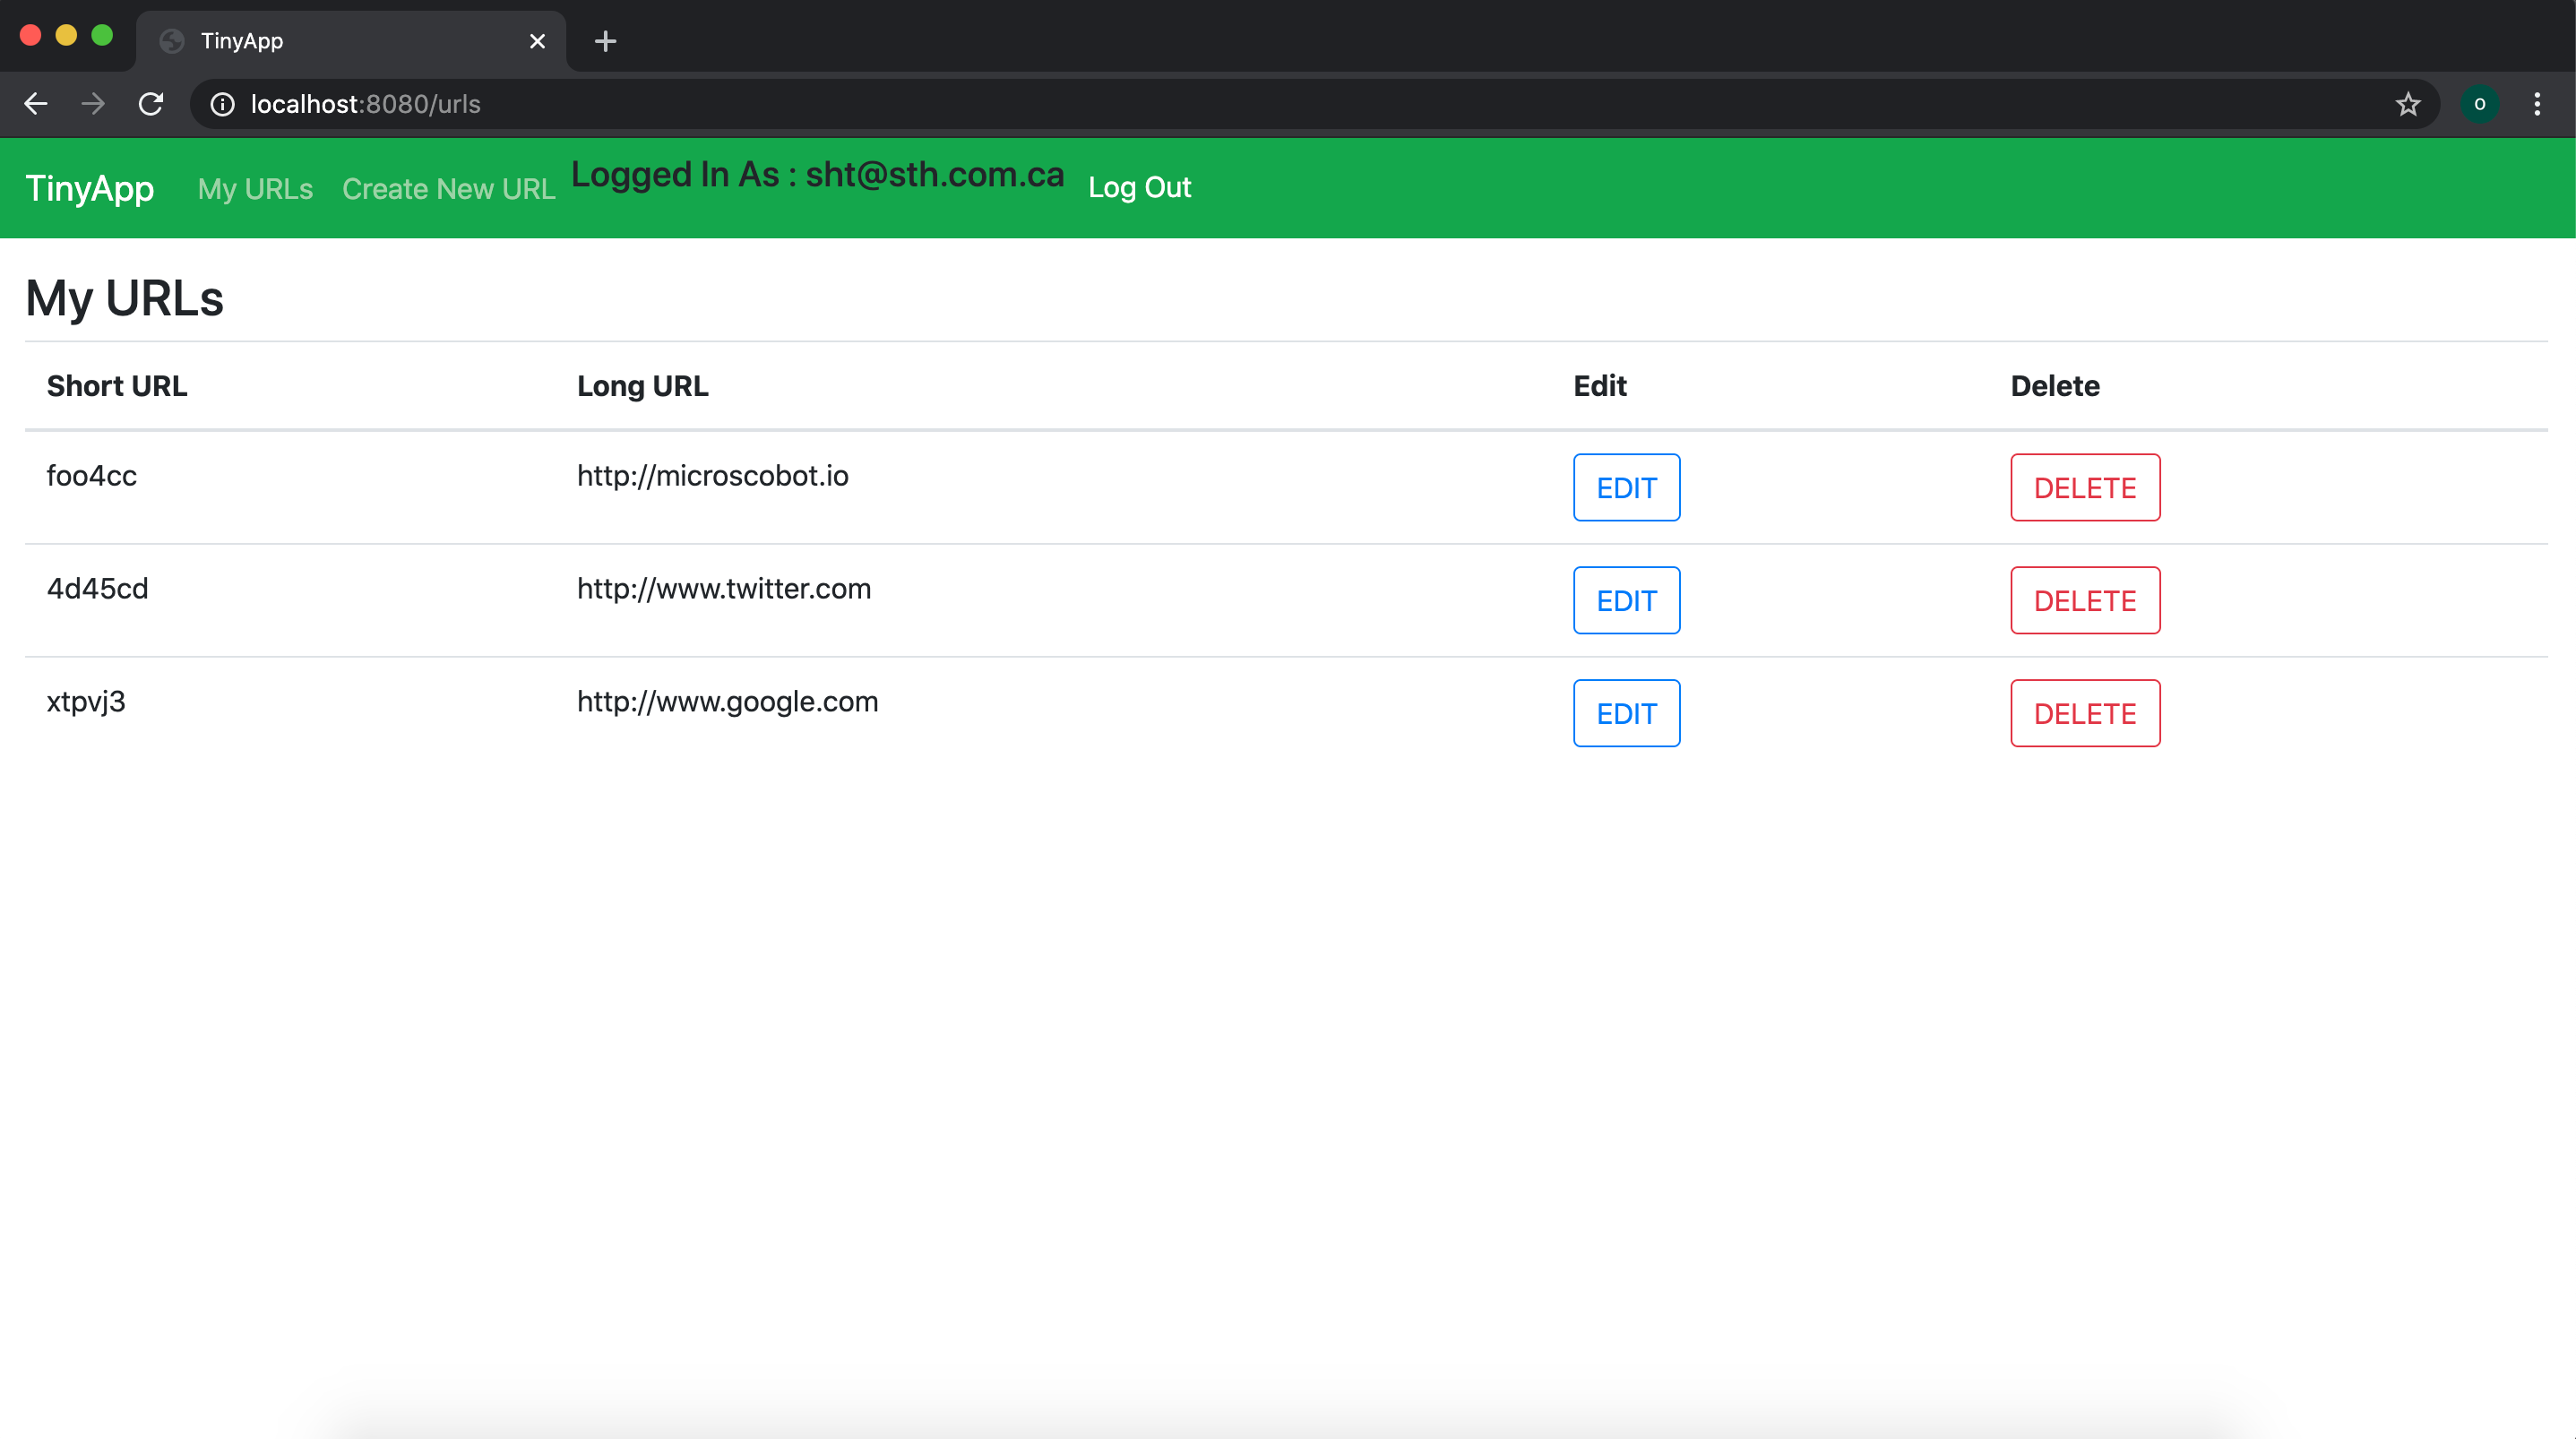 TinyApp
localhost:8080/urls
o
TinyApp My URLs Create New URL Logged In As : sht@sth.com.ca Log Out
My URLs
Short URL Long URL Edit Delete
foo4cc http://microscobot.io EDIT DELETE
4d45cd http://www.twitter.com EDIT DELETE
xtpvj3 http://www.google.com EDIT DELETE